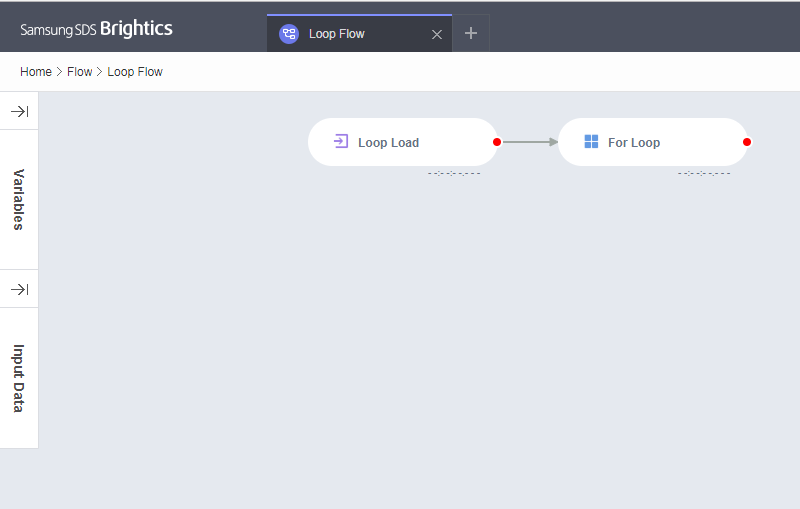 Samsung SDS Brightics
Loop Flow
Home > Flow > Loop Flow
Variables
Input Data
Loop Load
--:--:--.---
For Loop
--:--:--.---